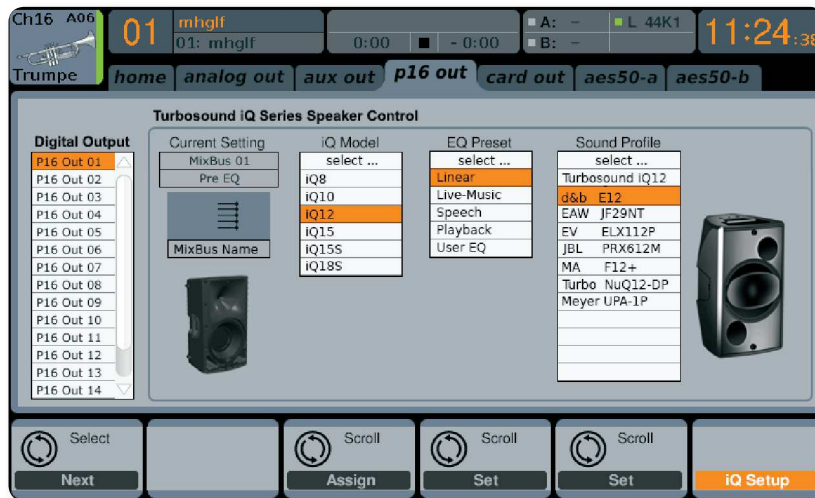 Ch16 A06
Trumpe
01
mhglf
01: mhglf
0:00
- 0:00
A: -
B: -
L 44K1
11:24:38
home
analog out
aux out
p16 out
card out
aes50-a
aes50-b
Turbosound iQ Series Speaker Control
Digital Output
P16 Out 01
P16 Out 02
P16 Out 03
P16 Out 04
P16 Out 05
P16 Out 06
P16 Out 07
P16 Out 08
P16 Out 09
P16 Out 10
P16 Out 11
P16 Out 12
P16 Out 13
P16 Out 14
Current Setting
MixBus 01
Pre EQ
MixBus Name
iQ Model
select ...
iQ8
iQ10
iQ12
iQ15
iQ15S
iQ18S
EQ Preset
select ...
Linear
Live-Music
Speech
Playback
User EQ
Sound Profile
select ...
Turbosound iQ12
d&b E12
EAW JF29NT
EV ELX112P
JBL PRX612M
MA F12+
Turbo NuQ12-DP
Meyer UPA-1P
Select
Next
Scroll
Assign
Scroll
Set
Scroll
Set
iQ Setup